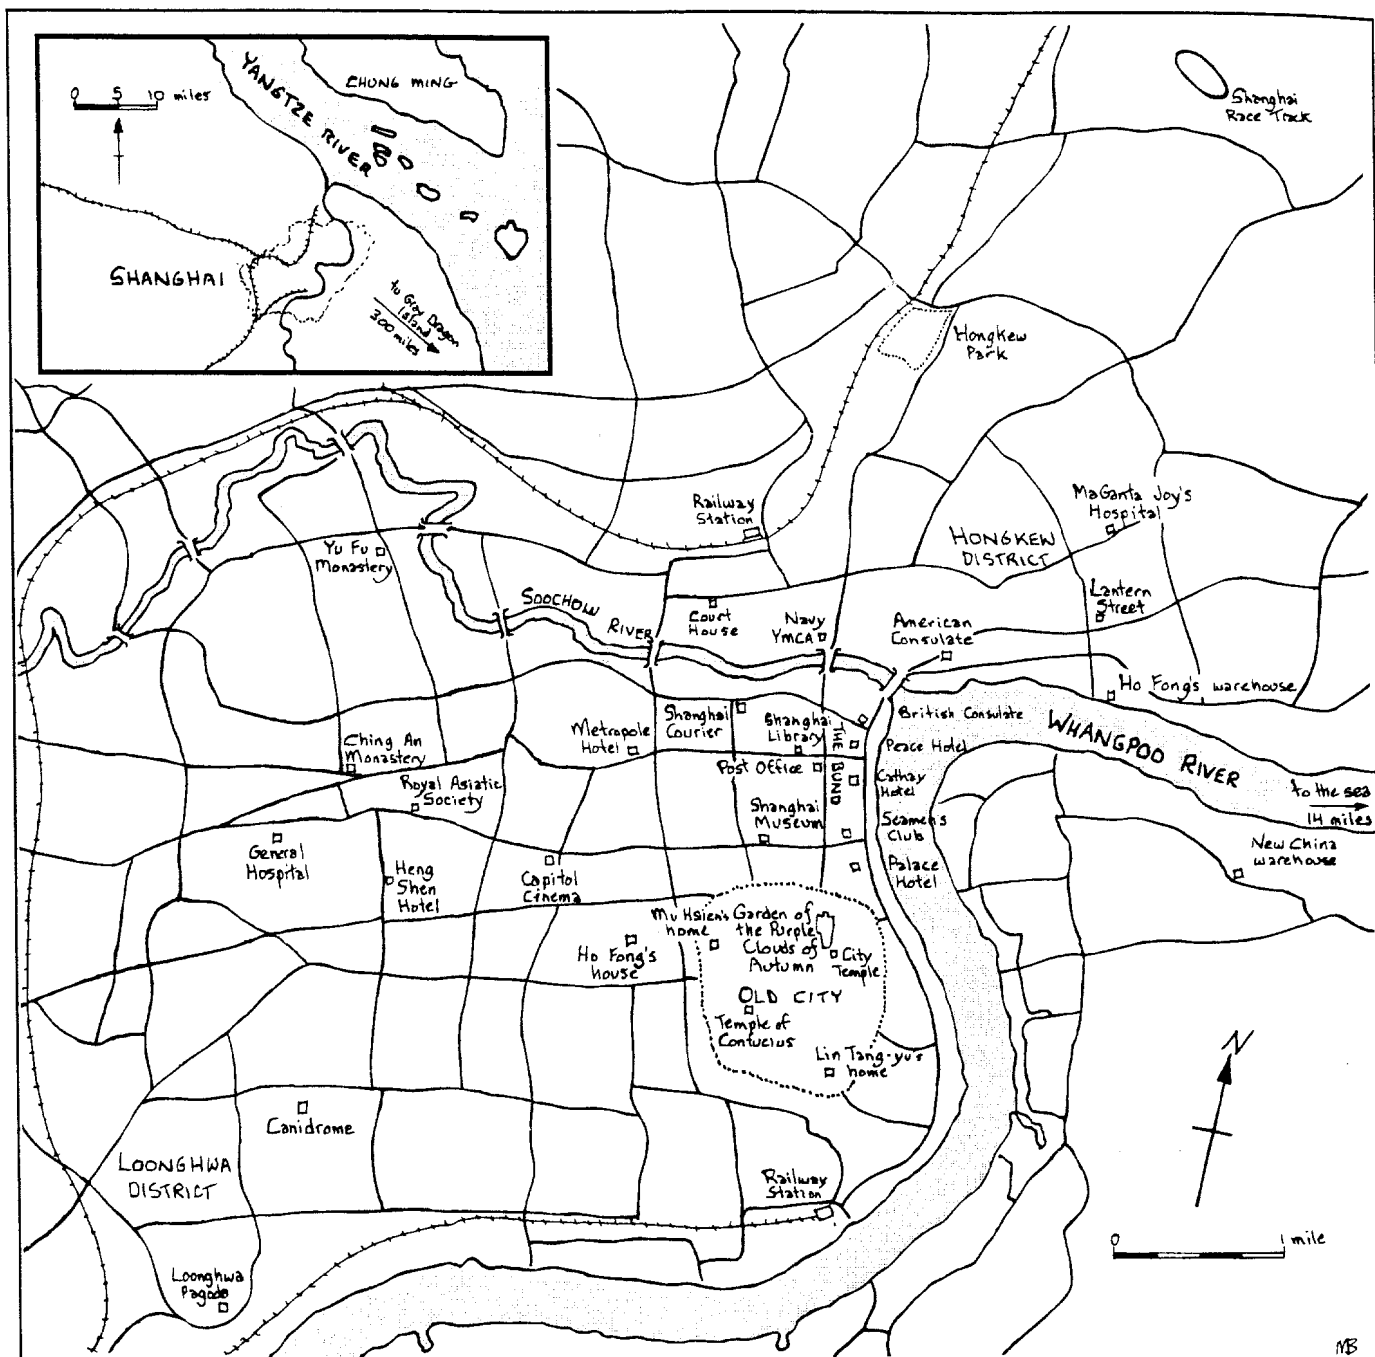 0 5 10 miles
YANGTZE RIVER
CHUNG MING
SHANGHAI
to Gray Dragon
Island
300 miles
Shanghai
Race Track
Hongkew
Park
Railway
Station
MaGanta Joy's
Hospital
HONGKEW
DISTRICT
Yu Fu
Monastery
SOOCHOW
RIVER
Court
House
Navy
YMCA
American
Consulate
Lantern
Street
Ho Fong's warehouse
Ching An
Monastery
Metropole
Hotel
Shanghai
Courier
Shanghai
Library
THE BUND
British Consulate
WHANGPOO RIVER
Peace Hotel
Post Office
Cathay
Hotel
to the sea
14 miles
Royal Asiatic
Society
Shanghai
Museum
Seamen's
Club
New China
warehouse
General
Hospital
Heng
Shen
Hotel
Capitol
Cinema
Palace
Hotel
Mu Hsien's
home
Garden of
the Purple
Clouds of
Autumn
City
Temple
Ho Fong's
house
OLD CITY
Temple of
Confucius
Lin Tang-yu's
home
N
Canidrome
LOONGHWA
DISTRICT
Railway
Station
0 1 mile
Loonghwa
Pagoda
MB